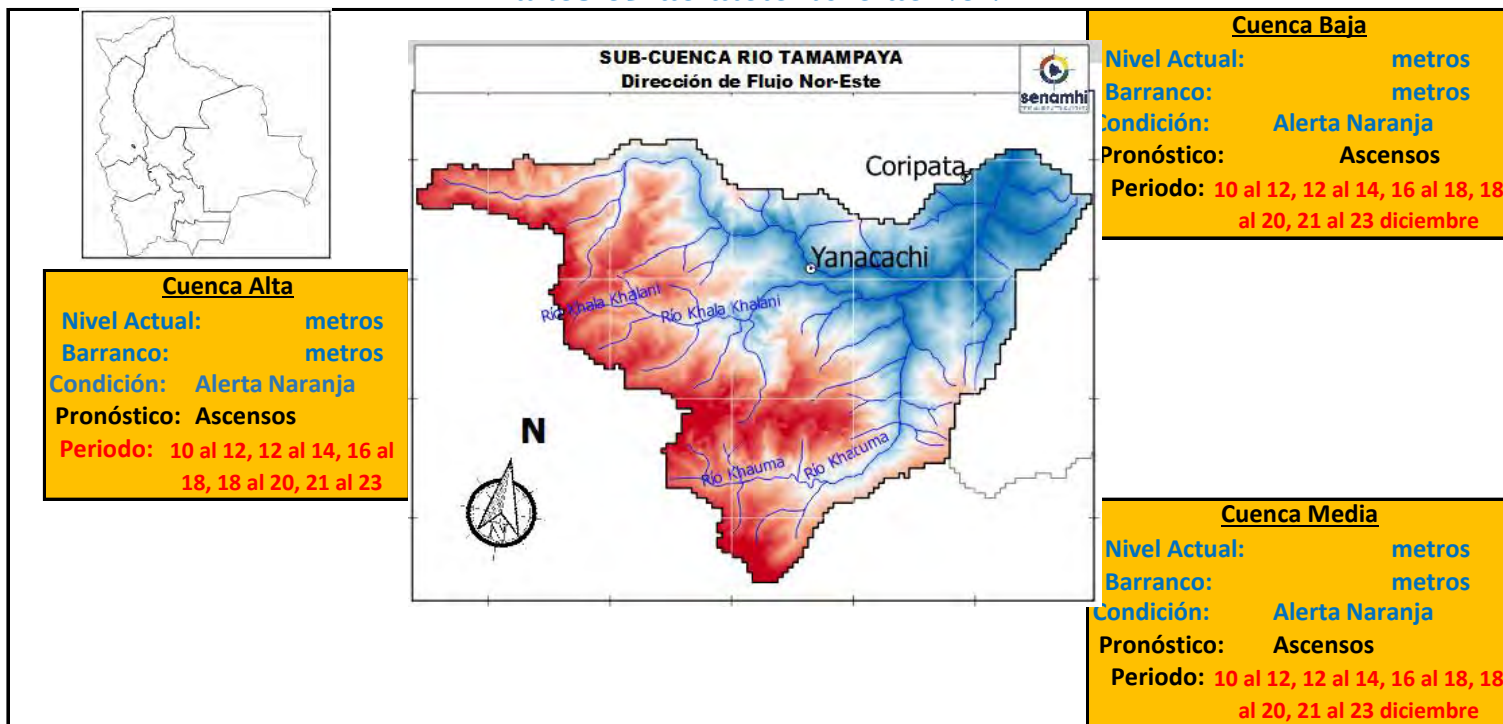 SUB-CUENCA RIO TAMAMPAYA
Dirección de Flujo Nor-Este
senamhi
Coripata
Yanacachi
Río Khala Khalani
Río Khala Khalani
Río Khauma
Río Khatuma
N
Cuenca Alta
Nivel Actual: metros
Barranco: metros
Condición: Alerta Naranja
Pronóstico: Ascensos
Periodo: 10 al 12, 12 al 14, 16 al
18, 18 al 20, 21 al 23
Cuenca Baja
Nivel Actual: metros
Barranco: metros
Condición: Alerta Naranja
Pronóstico: Ascensos
Periodo: 10 al 12, 12 al 14, 16 al 18, 18
al 20, 21 al 23 diciembre
Cuenca Media
Nivel Actual: metros
Barranco: metros
Condición: Alerta Naranja
Pronóstico: Ascensos
Periodo: 10 al 12, 12 al 14, 16 al 18, 18
al 20, 21 al 23 diciembre